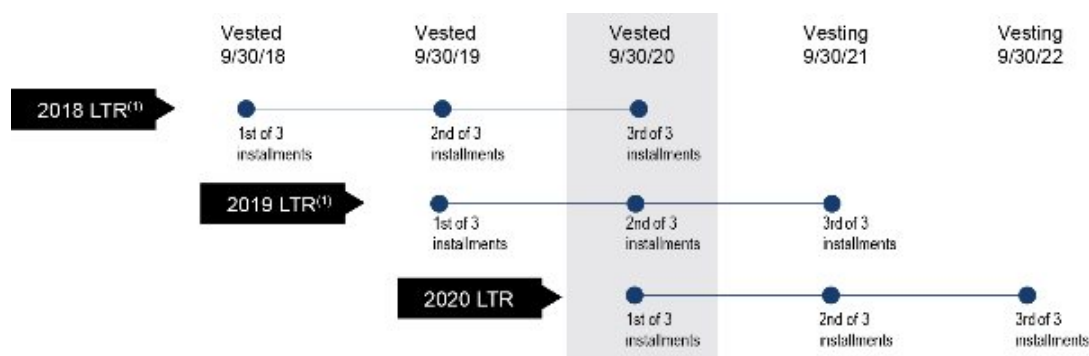 Vested Vested Vested Vesting Vesting
9/30/18 9/30/19 9/30/20 9/30/21 9/30/22
2018 LTR(1)
1st of 3 2nd of 3 3rd of 3
installments installments installments
2019 LTR(1)
1st of 3 2nd of 3 3rd of 3
installments installments installments
2020 LTR
1st of 3 2nd of 3 3rd of 3
installments installments installments